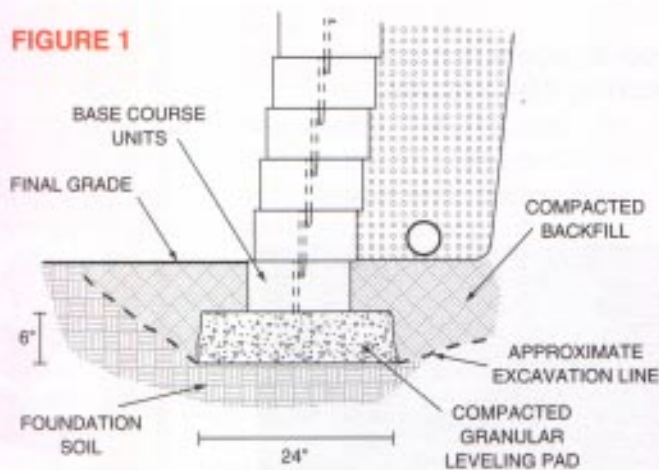 FIGURE 1
BASE COURSE
UNITS
FINAL GRADE
COMPACTED
BACKFILL
6"
APPROXIMATE
EXCAVATION LINE
FOUNDATION
SOIL
24"
COMPACTED
GRANULAR
LEVELING PAD